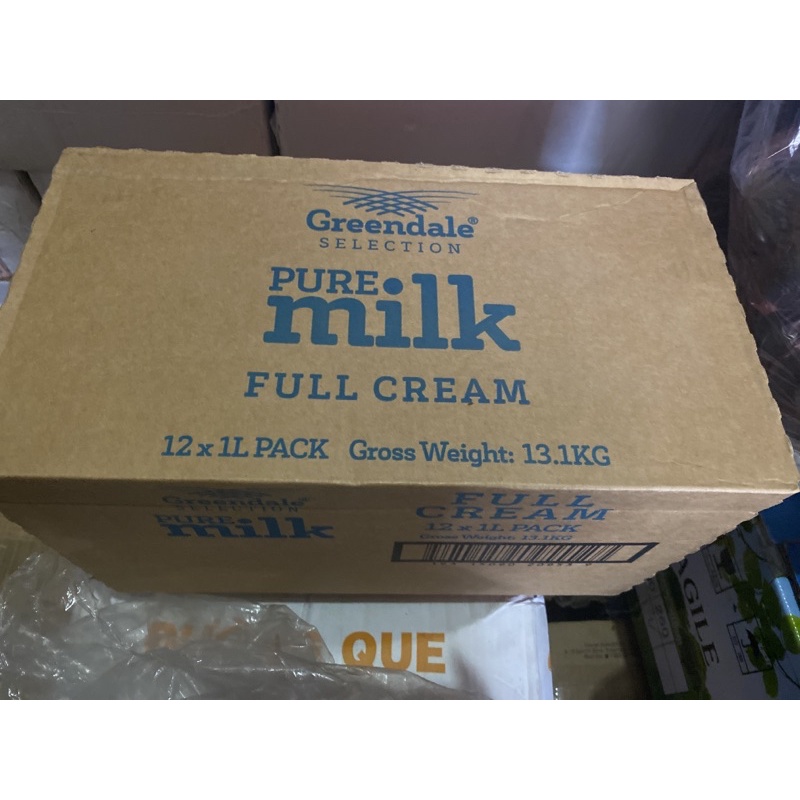 Greendale®
SELECTION
PURE
milk
FULL CREAM
12 x 1L PACK Gross Weight: 13.1KG
Greendale
SELECTION
PURE
milk
FULL
CREAM
12 x 1L PACK
Gross Weight: 13.1KG
QUE
AGILE